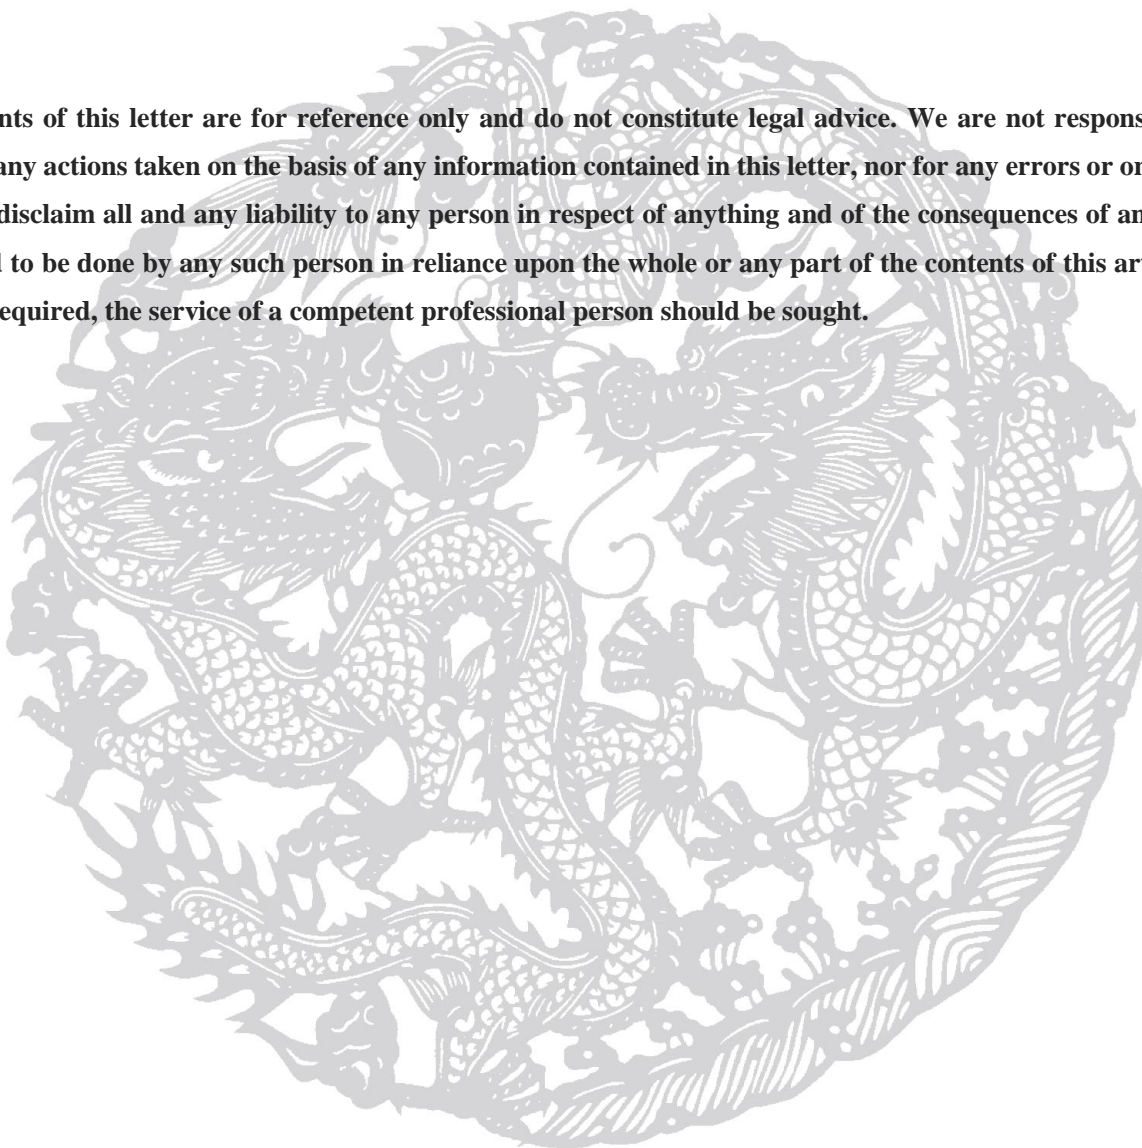 nts of this letter are for reference only and do not constitute legal advice. We are not respons
any actions taken on the basis of any information contained in this letter, nor for any errors or or
disclaim all and any liability to any person in respect of anything and of the consequences of an
l to be done by any such person in reliance upon the whole or any part of the contents of this ar
equired, the service of a competent professional person should be sought.